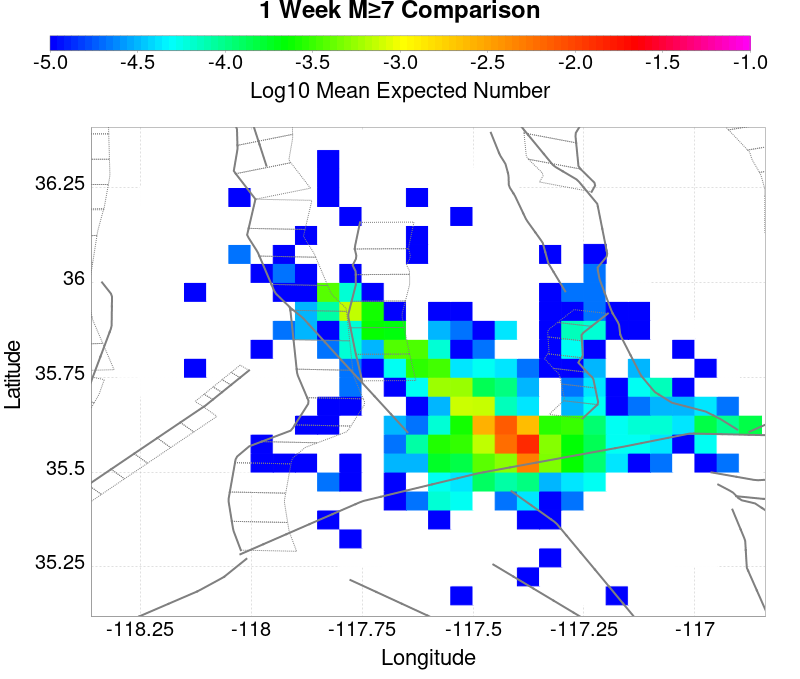 1 Week M≥7 Comparison
-5.0 -4.5 -4.0 -3.5 -3.0 -2.5 -2.0 -1.5 -1.0
Log10 Mean Expected Number
36.25
36
35.75
35.5
35.25
Latitude
-118.25 -118 -117.75 -117.5 -117.25 -117
Longitude